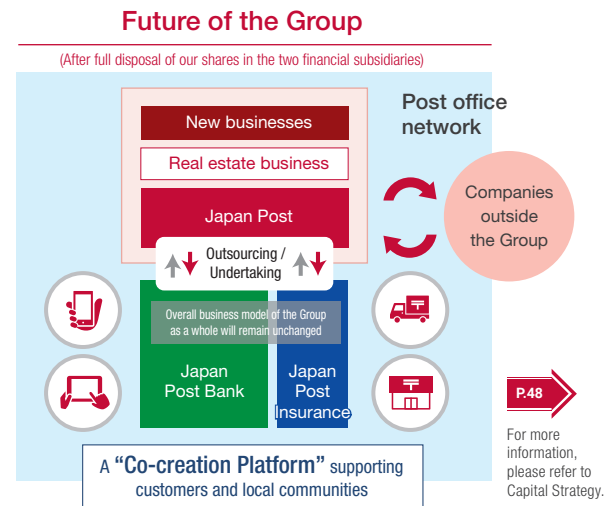 Future of the Group
(After full disposal of our shares in the two financial subsidiaries)
New businesses
Real estate business
Japan Post
Post office
network
Companies
outside
the Group
Outsourcing /
Undertaking
Overall business model of the Group
as a whole will remain unchanged
Japan
Post Bank
Japan
Post
Insurance
A “Co-creation Platform” supporting
customers and local communities
P.48
For more
information,
please refer to
Capital Strategy.